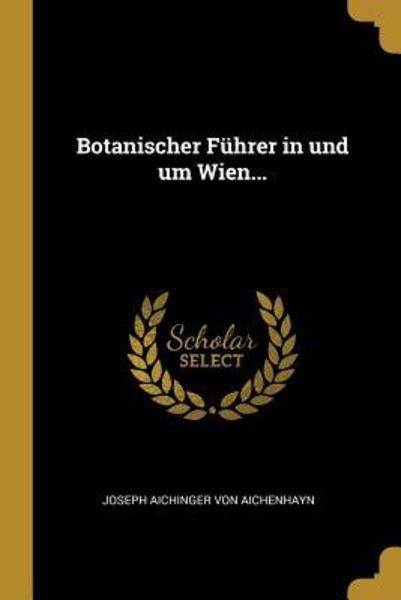 Botanischer Führer in und
um Wien...
Scholar
SELECT
JOSEPH AICHINGER VON AICHENHAYN